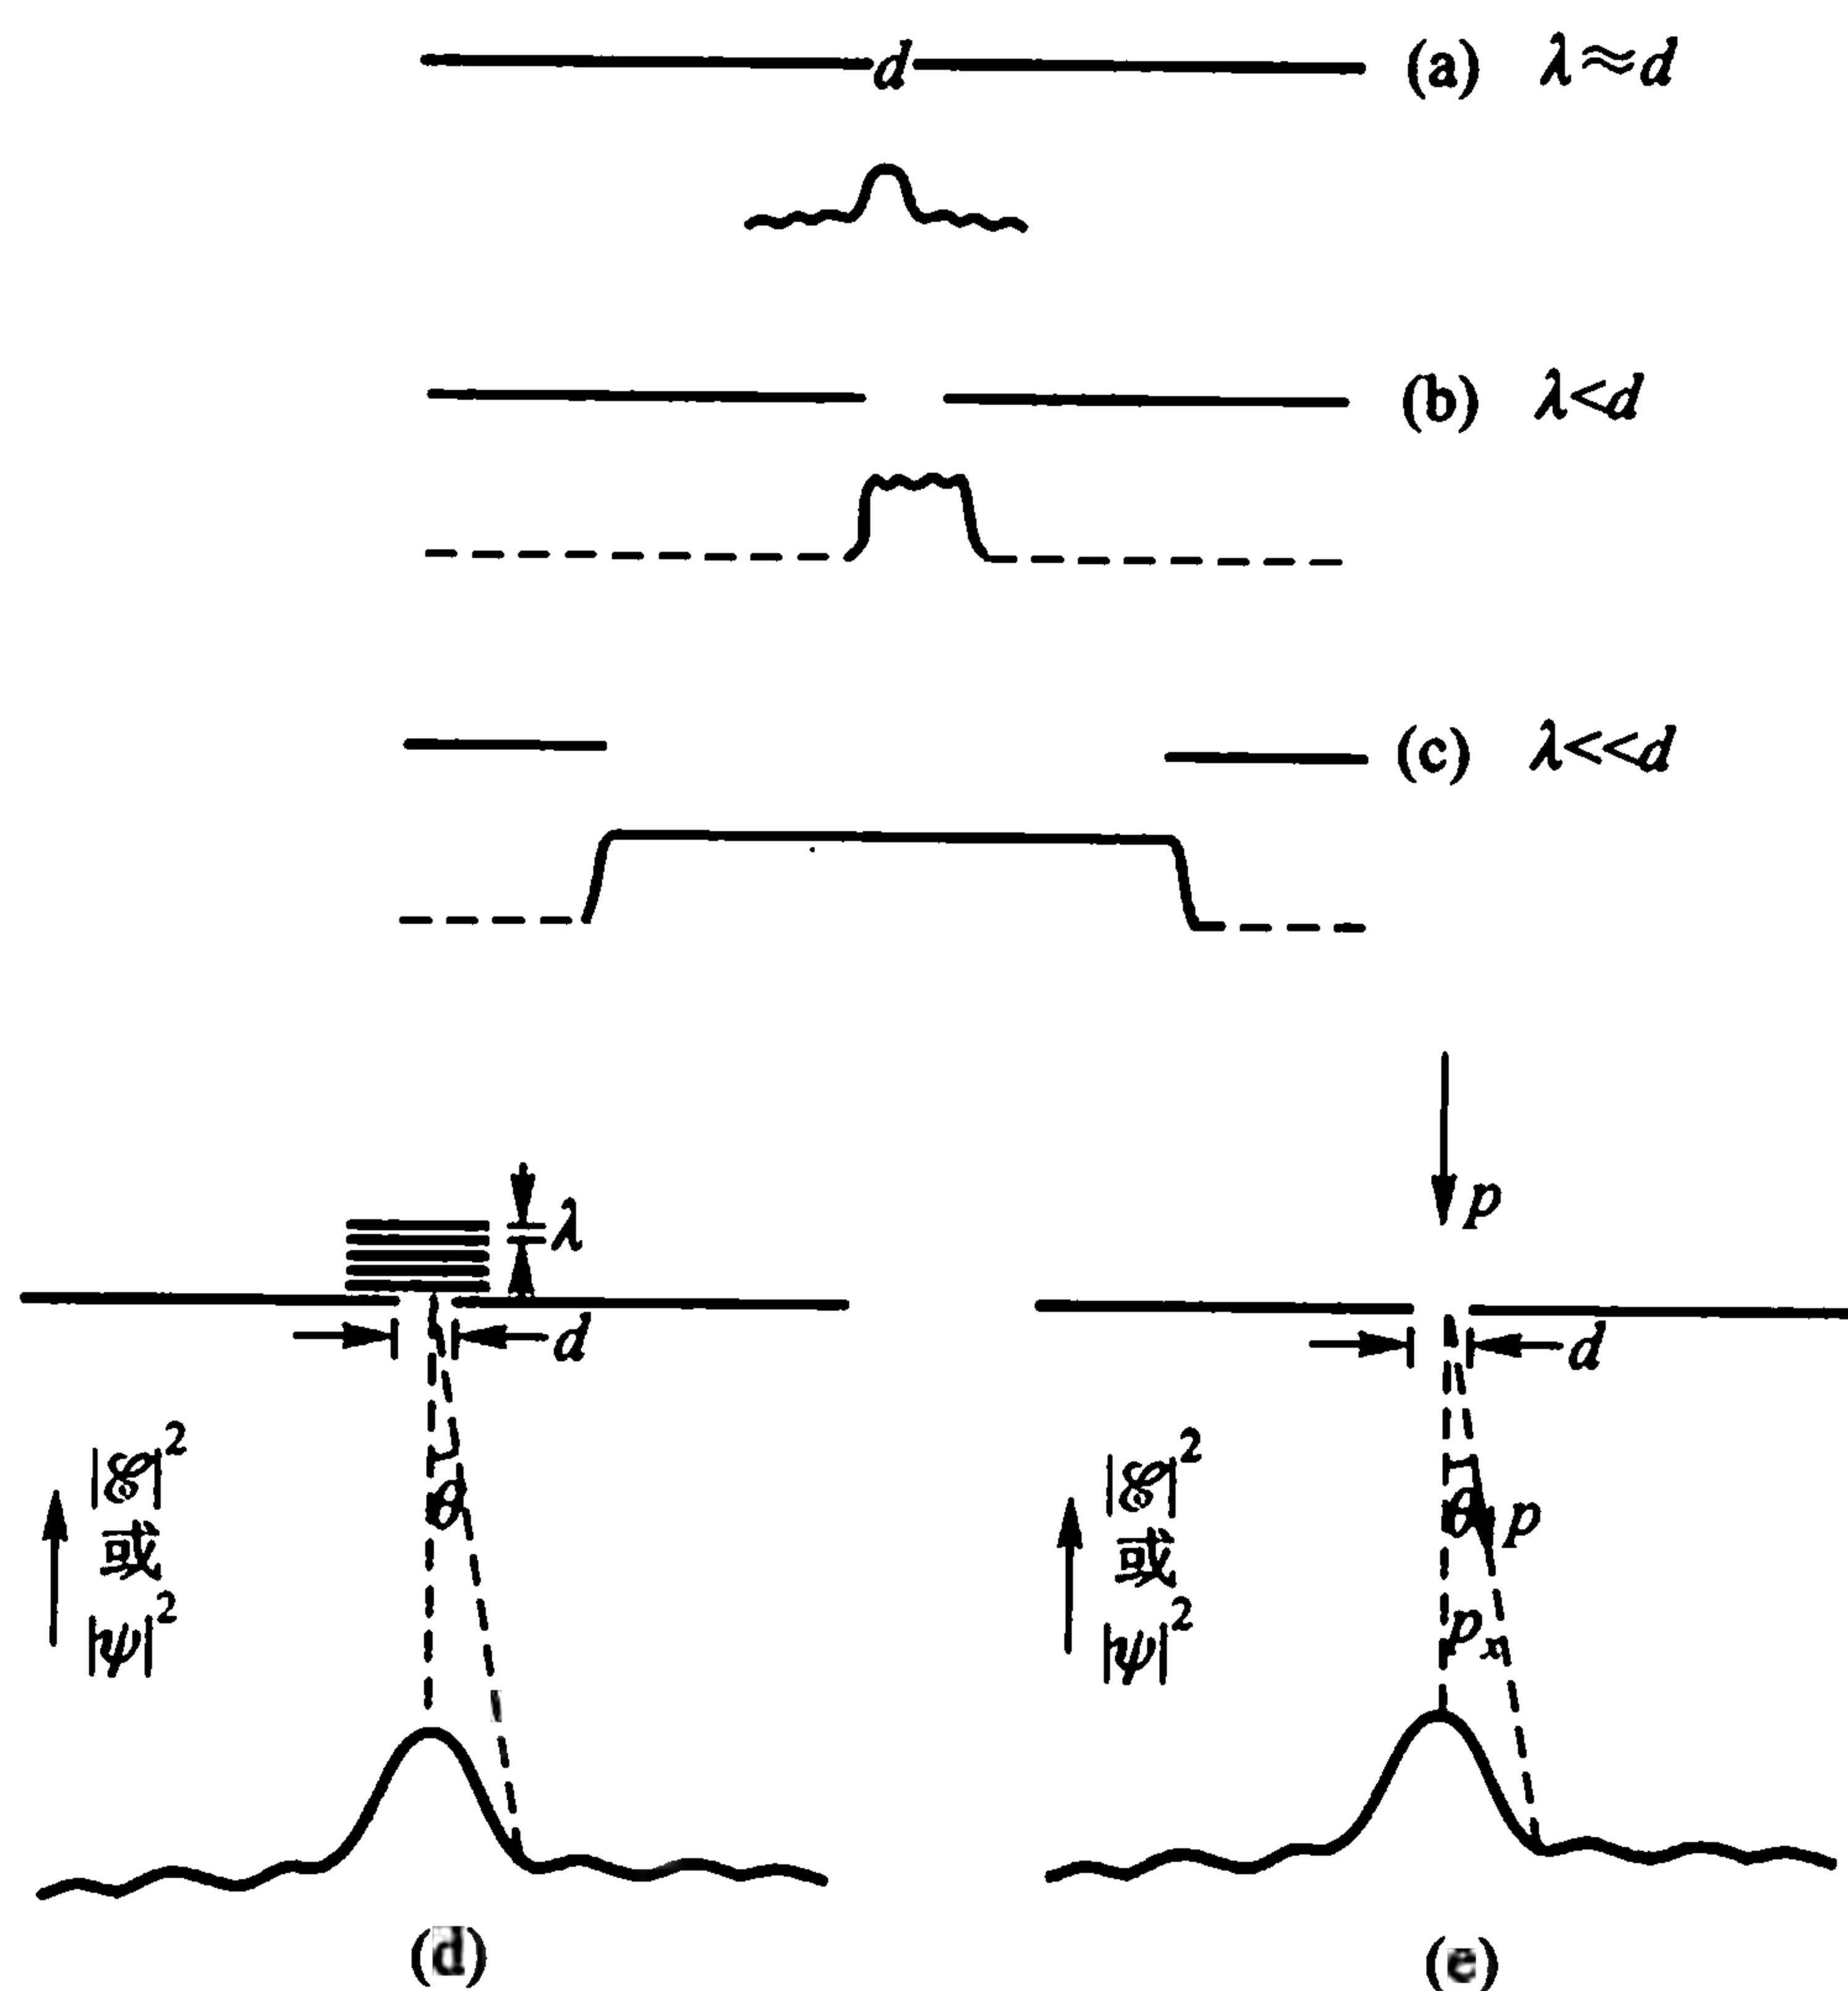 d (a) λ≈d
(b) λ<d
(c) λ<<d
λ
d
|ℰ|²
或
|ψ|²
θ
(d)
p
d
|ℰ|²
或
|ψ|²
θ p
pₓ
(e)